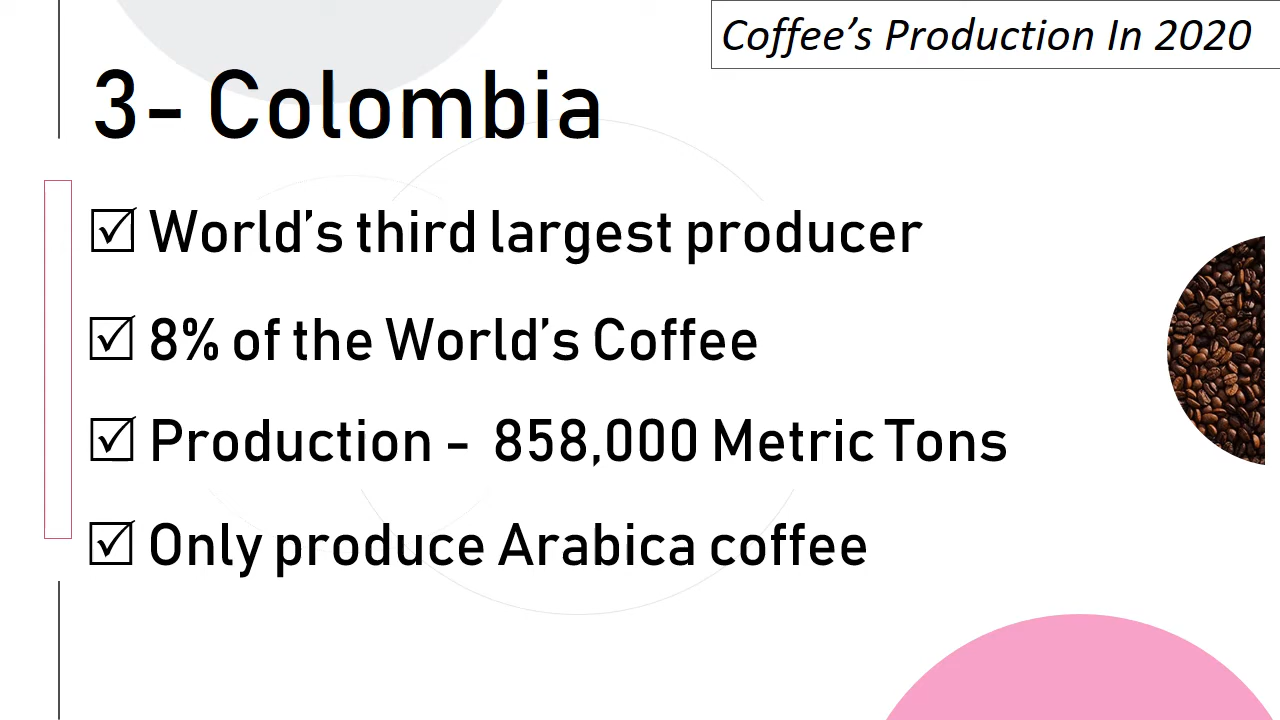 Coffee’s Production In 2020
3- Colombia
☑ World’s third largest producer
☑ 8% of the World’s Coffee
☑ Production - 858,000 Metric Tons
☑ Only produce Arabica coffee